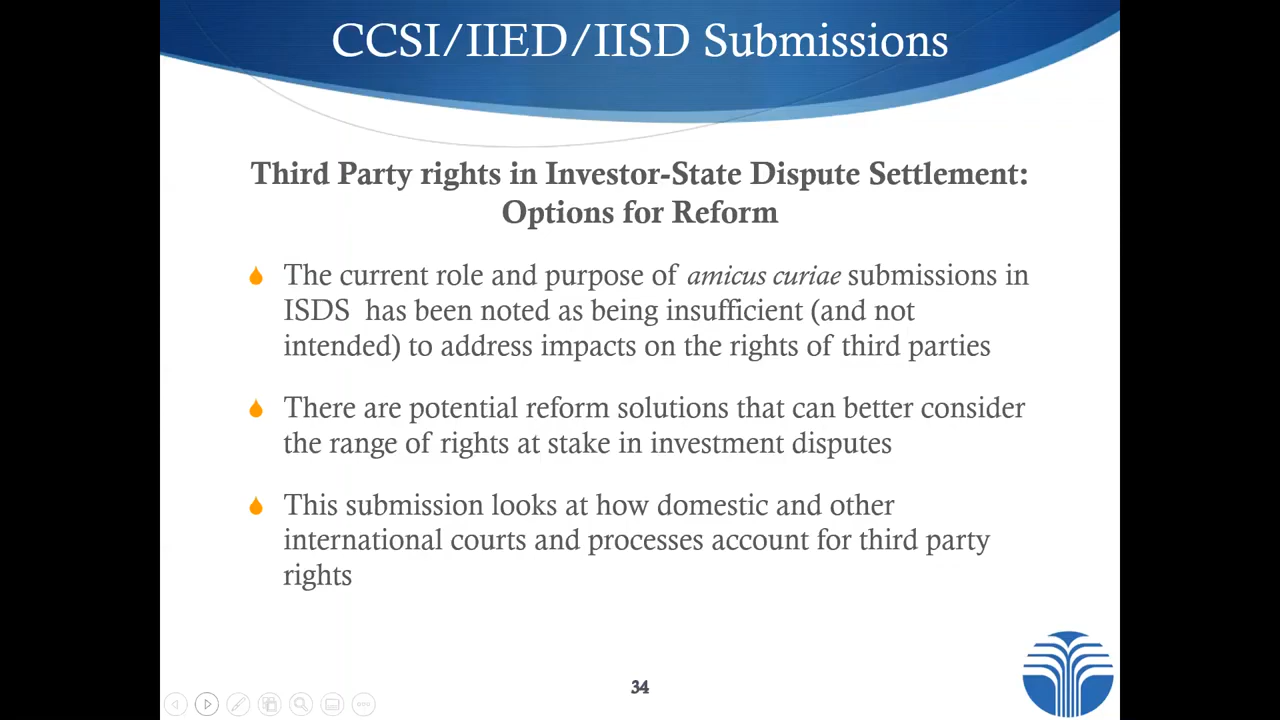 CCSI/IIED/IISD Submissions
Third Party rights in Investor-State Dispute Settlement:
Options for Reform
The current role and purpose of amicus curiae submissions in
ISDS has been noted as being insufficient (and not
intended) to address impacts on the rights of third parties
There are potential reform solutions that can better consider
the range of rights at stake in investment disputes
This submission looks at how domestic and other
international courts and processes account for third party
rights
34